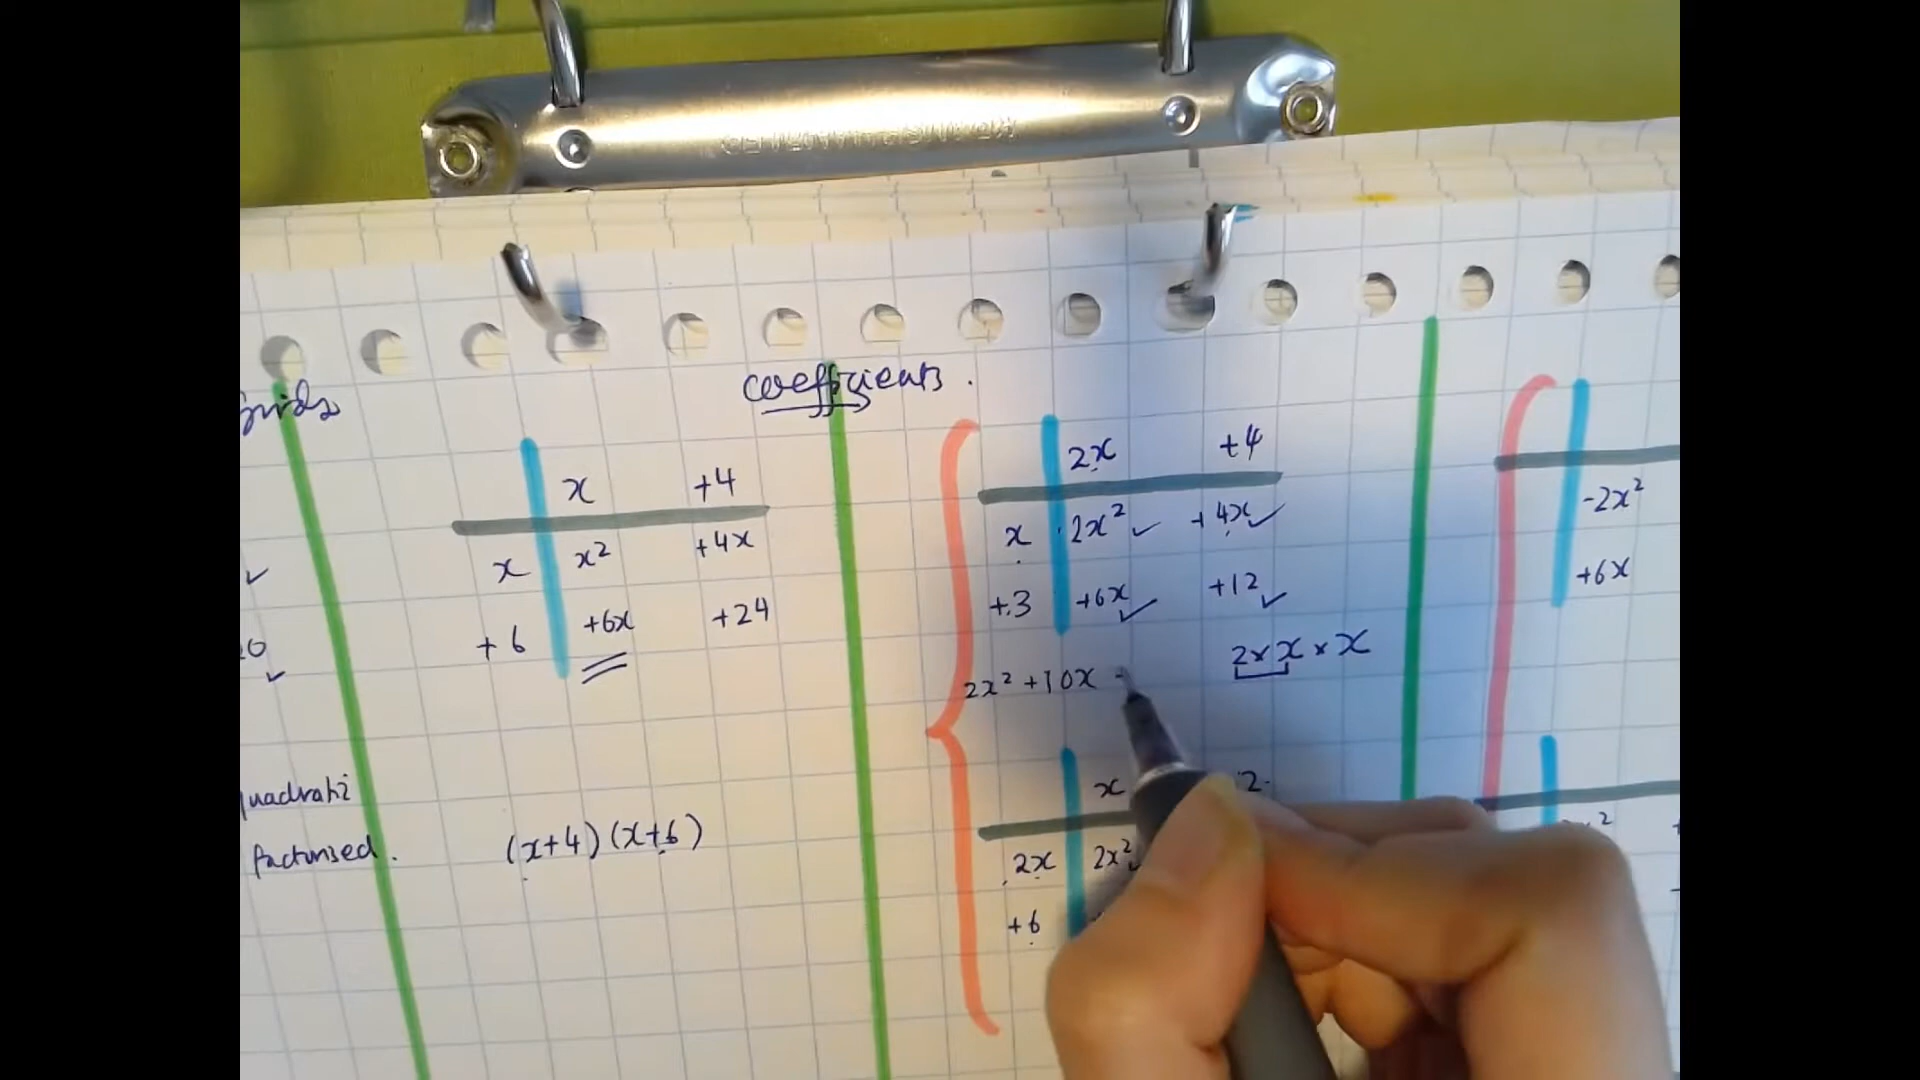 coefficients.
x +4
x x² +4x
+6 +6x +24
(x+4)(x+6)
factorised.
2x +4
x 2x² +4x
+3 +6x +12
2 × x × x
2x² +10x
x 2
2x 2x²
+6
-2x²
+6x